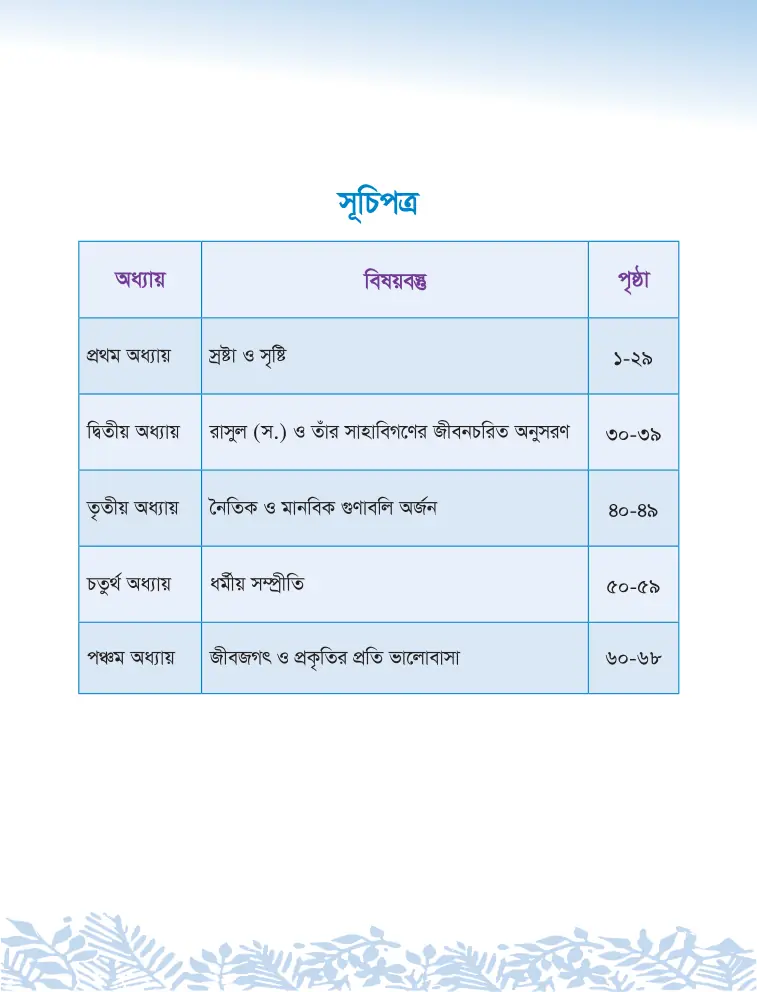 সূচিপত্র
অধ্যায় বিষয়বস্তু পৃষ্ঠা
প্রথম অধ্যায় স্রষ্টা ও সৃষ্টি ১-২৯
দ্বিতীয় অধ্যায় রাসুল (স.) ও তাঁর সাহাবিগণের জীবনচরিত অনুসরণ ৩০-৩৯
তৃতীয় অধ্যায় নৈতিক ও মানবিক গুণাবলি অর্জন ৪০-৪৯
চতুর্থ অধ্যায় ধর্মীয় সম্প্রীতি ৫০-৫৯
পঞ্চম অধ্যায় জীবজগৎ ও প্রকৃতির প্রতি ভালোবাসা ৬০-৬৮